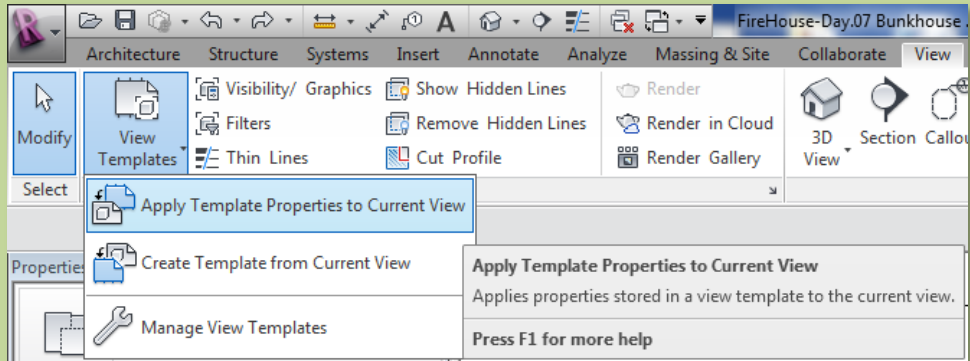 FireHouse-Day.07 Bunkhouse
Architecture Structure Systems Insert Annotate Analyze Massing & Site Collaborate View
Modify
View
Templates
Visibility/ Graphics
Filters
Thin Lines
Show Hidden Lines
Remove Hidden Lines
Cut Profile
Render
Render in Cloud
Render Gallery
3D
View
Section
Callou
Select
Apply Template Properties to Current View
Create Template from Current View
Manage View Templates
Properties
Apply Template Properties to Current View
Applies properties stored in a view template to the current view.
Press F1 for more help